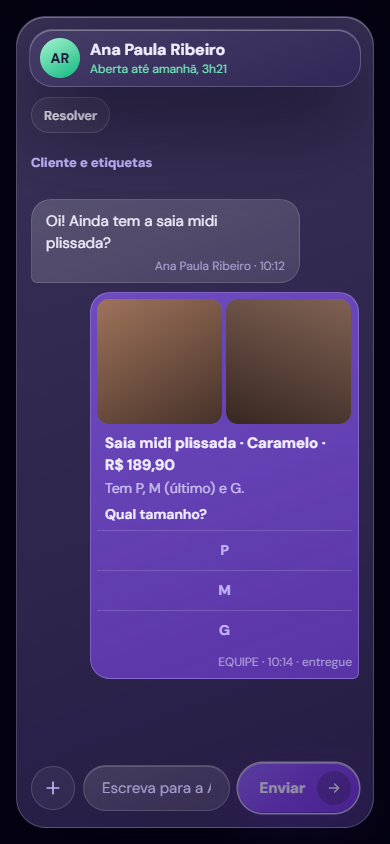 AR
Ana Paula Ribeiro
Aberta até amanhã, 3h21
Resolver
Cliente e etiquetas
Oi! Ainda tem a saia midi
plissada?
Ana Paula Ribeiro · 10:12
Saia midi plissada · Caramelo ·
R$ 189,90
Tem P, M (último) e G.
Qual tamanho?
P
M
G
EQUIPE · 10:14 · entregue
Escreva para a
Enviar